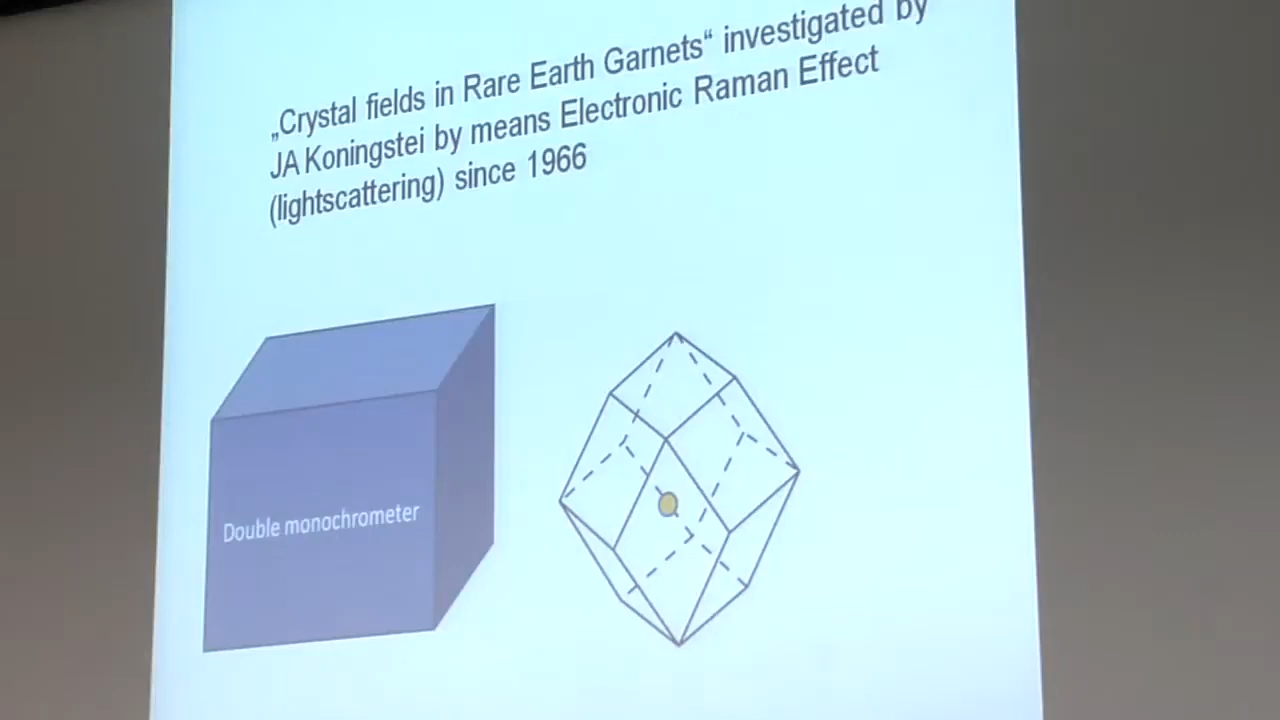 „Crystal fields in Rare Earth Garnets“ investigated by
JA Koningstei by means Electronic Raman Effect
(lightscattering) since 1966
Double monochrometer